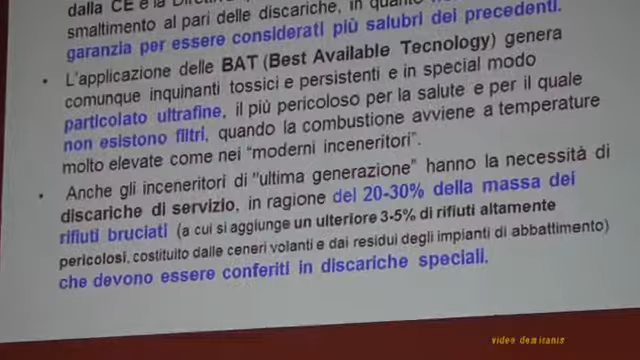 dalla CE e la
smaltimento al pari delle discariche, in quanto
garanzia per essere considerati più salubri dei precedenti.
• L'applicazione delle BAT (Best Available Tecnology) genera
comunque inquinanti tossici e persistenti e in special modo
particolato ultrafine, il più pericoloso per la salute e per il quale
non esistono filtri, quando la combustione avviene a temperature
molto elevate come nei "moderni inceneritori".
• Anche gli inceneritori di "ultima generazione" hanno la necessità di
discariche di servizio, in ragione del 20-30% della massa dei
rifiuti bruciati (a cui si aggiunge un ulteriore 3-5% di rifiuti altamente
pericolosi, costituito dalle ceneri volanti e dai residui degli impianti di abbattimento)
che devono essere conferiti in discariche speciali.
video demiranis